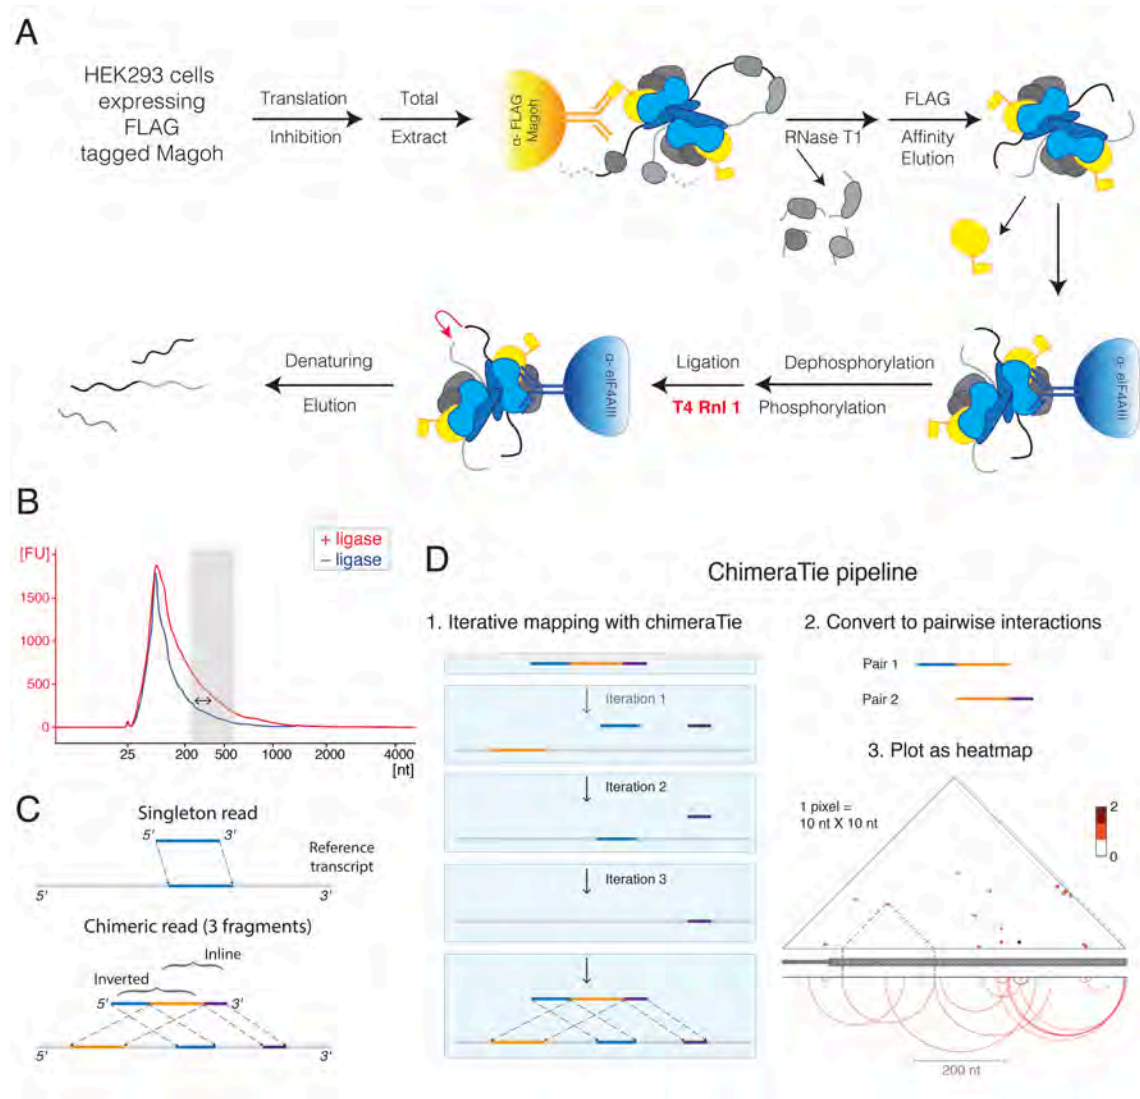 A
HEK293 cells
expressing
FLAG
tagged Magoh
Translation
Inhibition
Total
Extract
α- FLAG
Magoh
RNase T1
FLAG
Affinity
Elution
α- eIF4AIII
Dephosphorylation
Phosphorylation
Ligation
T4 Rnl 1
α- eIF4AIII
Denaturing
Elution
B
+ ligase
– ligase
[FU]
1500
1000
500
0
25
200
500
1000
2000
4000
[nt]
C
Singleton read
5'
3'
Reference
transcript
5'
3'
Chimeric read (3 fragments)
Inline
Inverted
5'
3'
5'
3'
D
ChimeraTie pipeline
1. Iterative mapping with chimeraTie
Iteration 1
Iteration 2
Iteration 3
2. Convert to pairwise interactions
Pair 1
Pair 2
3. Plot as heatmap
1 pixel =
10 nt X 10 nt
2
0
200 nt